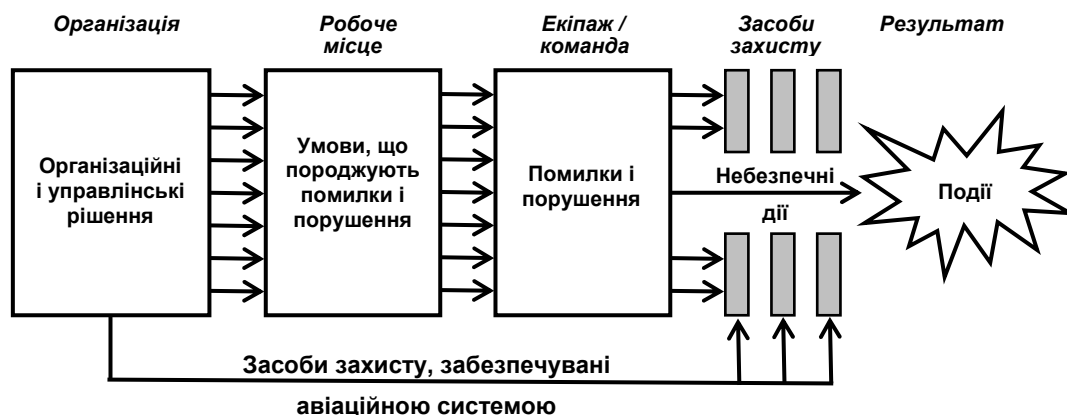 Організація
Робоче
місце
Екіпаж /
команда
Засоби
захисту
Результат
Організаційні
і управлінські
рішення
Умови, що
породжують
помилки і
порушення
Помилки і
порушення
Небезпечні
дії
Події
Засоби захисту, забезпечувані
авіаційною системою